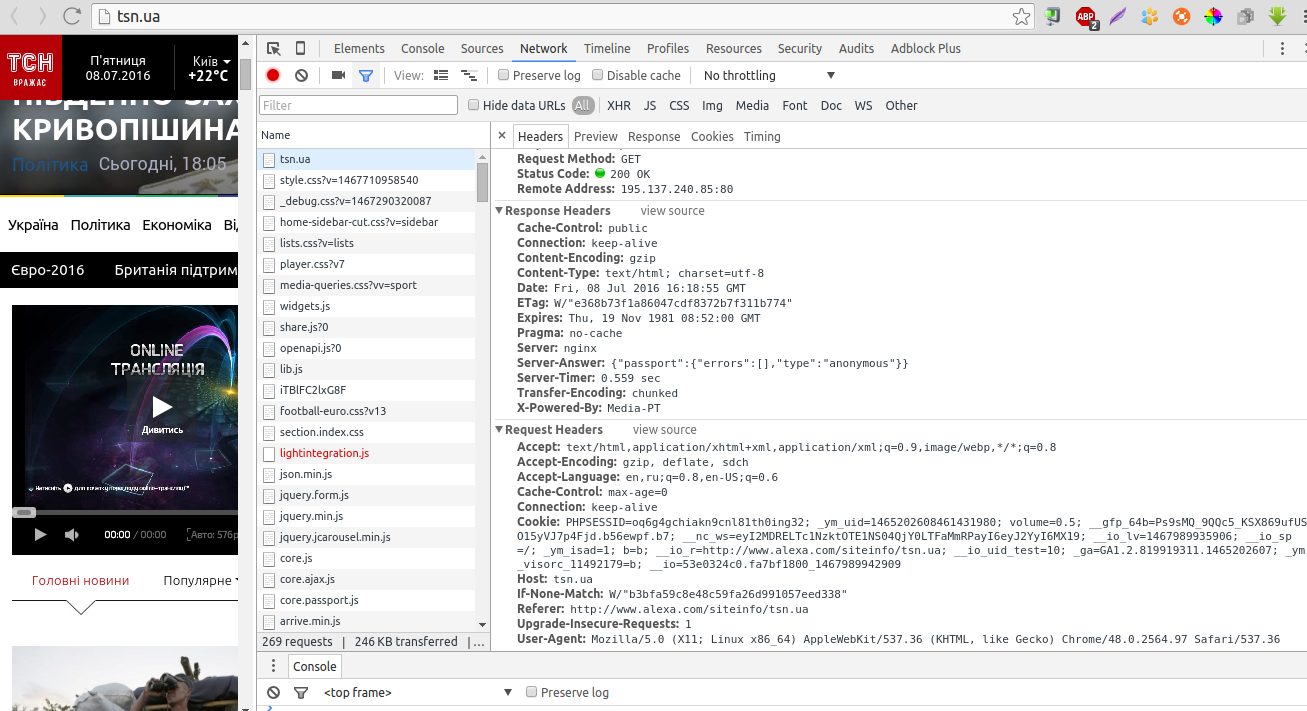 tsn.ua
ABP
2
ТСН
ВРАЖАЄ
П'ятниця
08.07.2016
Київ
+22°C
КРИВОПІШИНА
Політика Сьогодні, 18:05
Україна Політика Економіка Ві
Євро-2016 Британія підтрим
ONLINE
ТРАНСЛЯЦІЯ
Дивитись
00:00 / 00:00
Авто: 576p
Головні новини Популярне
Elements Console Sources Network Timeline Profiles Resources Security Audits Adblock Plus
View: Preserve log Disable cache No throttling
Filter Hide data URLs All XHR JS CSS Img Media Font Doc WS Other
Name
tsn.ua
style.css?v=1467710958540
_debug.css?v=1467290320087
home-sidebar-cut.css?v=sidebar
lists.css?v=lists
player.css?v7
media-queries.css?vv=sport
widgets.js
share.js?0
openapi.js?0
lib.js
iTBlFC2lxG8F
football-euro.css?v13
section.index.css
lightintegration.js
json.min.js
jquery.form.js
jquery.min.js
jquery.jcarousel.min.js
core.js
core.ajax.js
core.passport.js
arrive.min.js
269 requests | 246 KB transferred | ...
× Headers Preview Response Cookies Timing
Request Method: GET
Status Code: 200 OK
Remote Address: 195.137.240.85:80
Response Headers view source
Cache-Control: public
Connection: keep-alive
Content-Encoding: gzip
Content-Type: text/html; charset=utf-8
Date: Fri, 08 Jul 2016 16:18:55 GMT
ETag: W/"e368b73f1a86047cdf8372b7f311b774"
Expires: Thu, 19 Nov 1981 08:52:00 GMT
Pragma: no-cache
Server: nginx
Server-Answer: {"passport":{"errors":[],"type":"anonymous"}}
Server-Timer: 0.559 sec
Transfer-Encoding: chunked
X-Powered-By: Media-PT
Request Headers view source
Accept: text/html,application/xhtml+xml,application/xml;q=0.9,image/webp,*/*;q=0.8
Accept-Encoding: gzip, deflate, sdch
Accept-Language: en,ru;q=0.8,en-US;q=0.6
Cache-Control: max-age=0
Connection: keep-alive
Cookie: PHPSESSID=oq6g4gchiakn9cnl81th0ing32; _ym_uid=1465202608461431980; volume=0.5; __gfp_64b=Ps9sMQ_9QQc5_KSX869ufUS
O15yVJ7p4Fjd.b56ewpf.b7; __nc_ws=eyI2MDRELTc1NzktOTE1NS04QjY0LTFaMmRPayI6eyJ2YyI6MX19; __io_lv=1467989935906; __io_sp
=/; _ym_isad=1; b=b; __io_r=http://www.alexa.com/siteinfo/tsn.ua; __io_uid_test=10; _ga=GA1.2.819919311.1465202607; _ym
_visorc_11492179=b; __io=53e0324c0.fa7bf1800_1467989942909
Host: tsn.ua
If-None-Match: W/"b3bfa59c8e48c59fa26d991057eed338"
Referer: http://www.alexa.com/siteinfo/tsn.ua
Upgrade-Insecure-Requests: 1
User-Agent: Mozilla/5.0 (X11; Linux x86_64) AppleWebKit/537.36 (KHTML, like Gecko) Chrome/48.0.2564.97 Safari/537.36
Console
<top frame> Preserve log